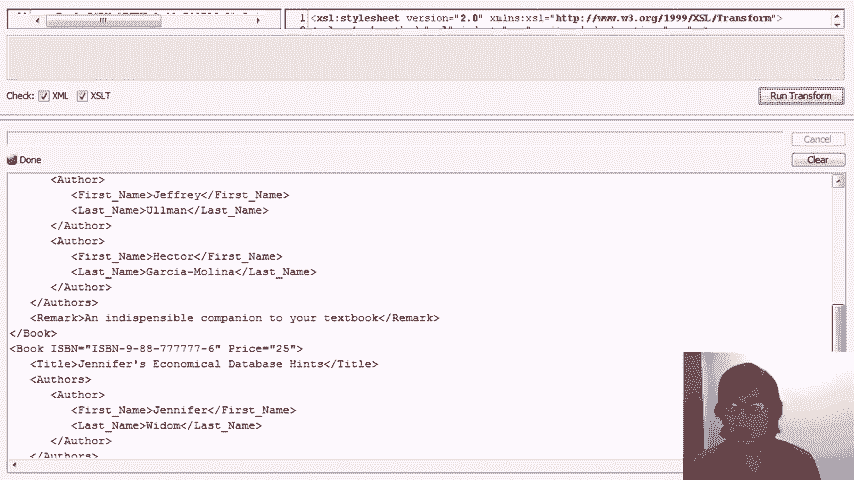 1 <xsl:stylesheet version="2.0" xmlns:xsl="http://www.w3.org/1999/XSL/Transform">
Check: XML XSLT
Run Transform
Cancel
Done
Clear
<Author>
<First_Name>Jeffrey</First_Name>
<Last_Name>Ullman</Last_Name>
</Author>
<Author>
<First_Name>Hector</First_Name>
<Last_Name>Garcia-Molina</Last_Name>
</Author>
</Authors>
<Remark>An indispensible companion to your textbook</Remark>
</Book>
<Book ISBN="ISBN-9-88-777777-6" Price="25">
<Title>Jennifer's Economical Database Hints</Title>
<Authors>
<Author>
<First_Name>Jennifer</First_Name>
<Last_Name>Widom</Last_Name>
</Author>
</Authors>